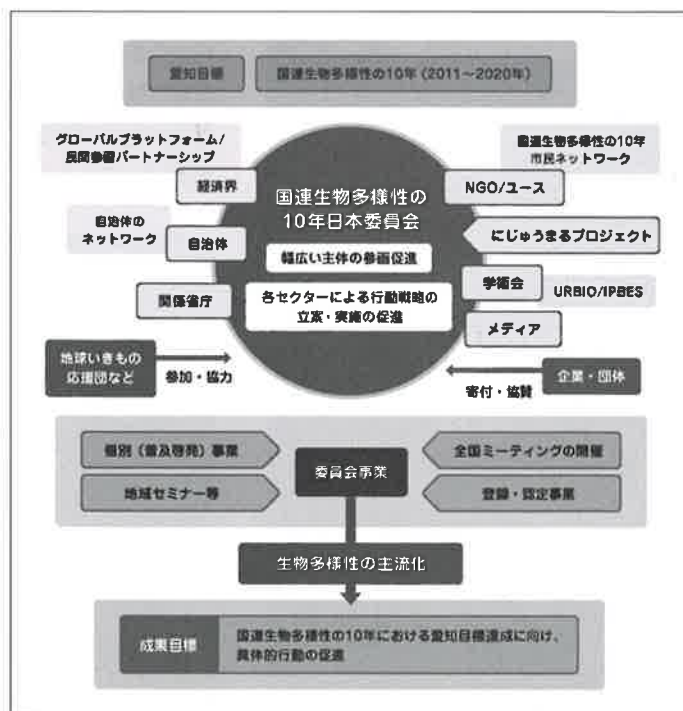 愛知目標
国連生物多様性の10年（2011～2020年）
グローバルプラットフォーム/
民間参画パートナーシップ
経済界
自治体の
ネットワーク
自治体
関係省庁
国連生物多様性の
10年日本委員会
幅広い主体の参画促進
各セクターによる行動戦略の
立案・実施の促進
国連生物多様性の10年
市民ネットワーク
NGO/ユース
にじゅうまるプロジェクト
学術会
URBIO/IPBES
メディア
地球いきもの
応援団など
参加・協力
企業・団体
寄付・協賛
個別（普及啓発）事業
地域セミナー等
委員会事業
全国ミーティングの開催
登録・認定事業
生物多様性の主流化
成果目標
国連生物多様性の10年における愛知目標達成に向け、
具体的行動の促進